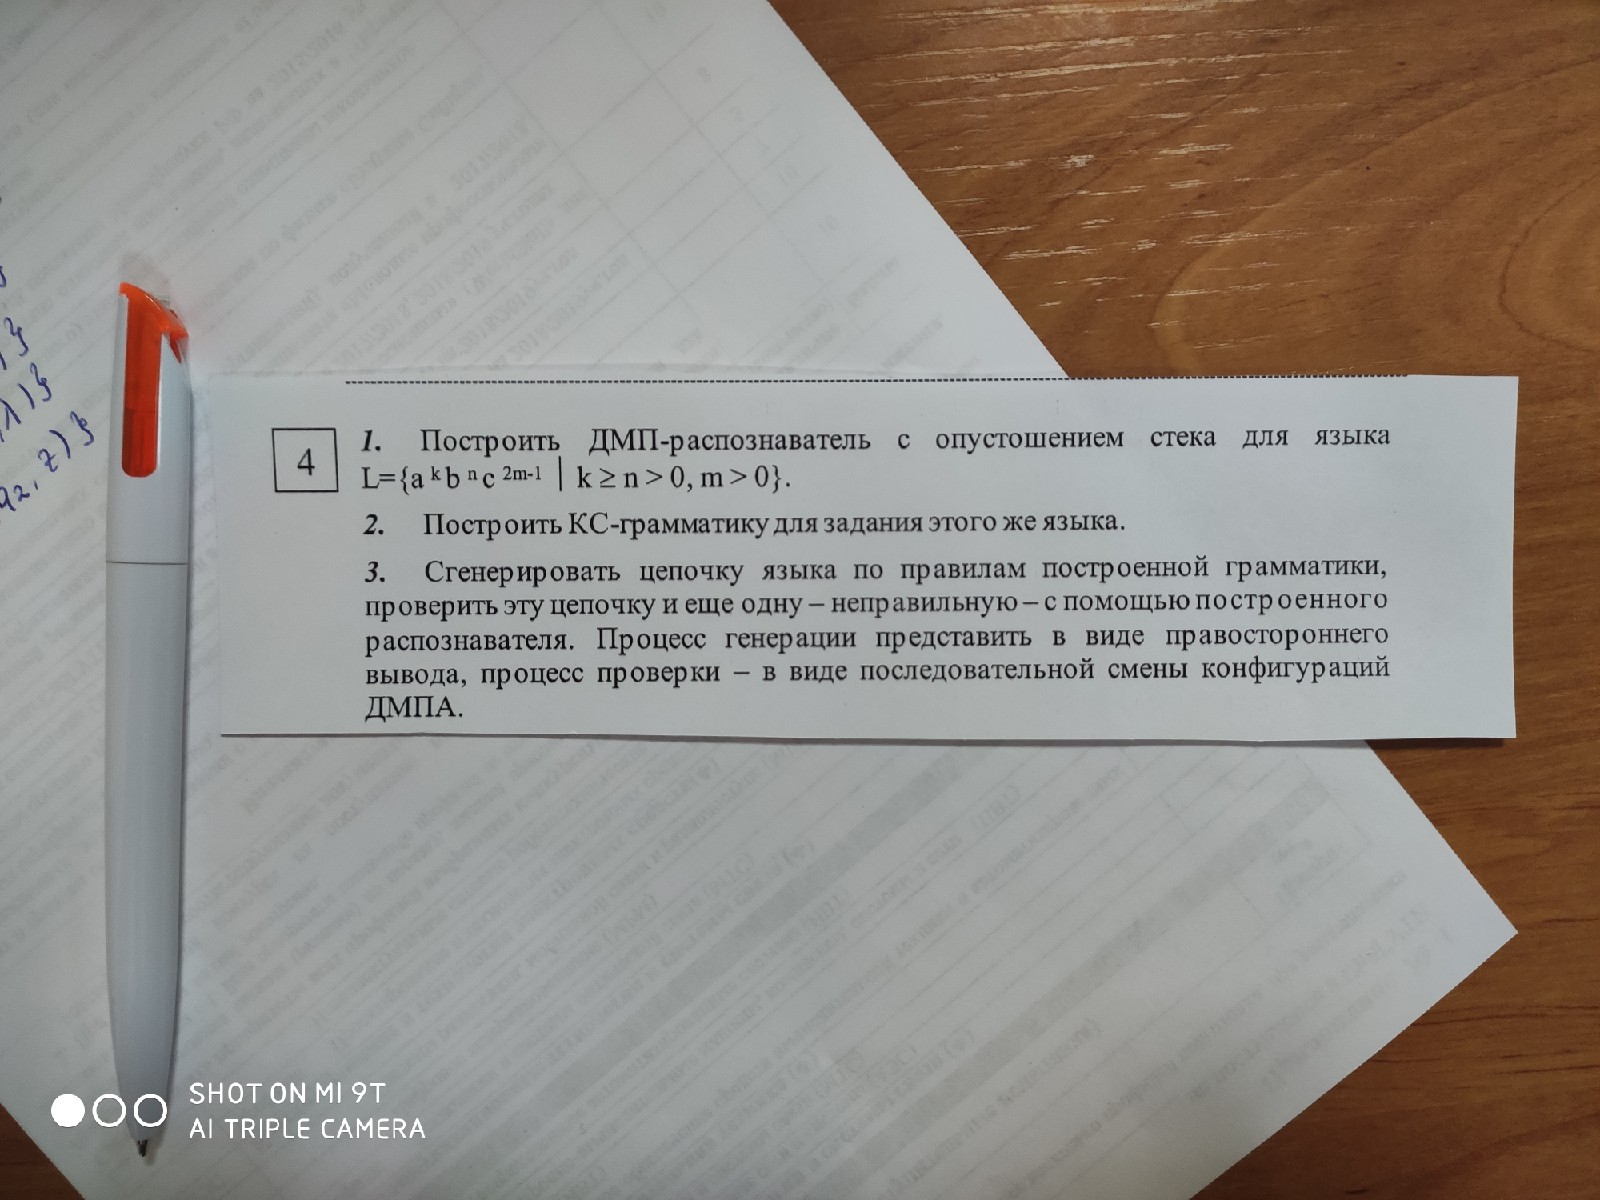 4
1. Построить ДМП-распознаватель с опустошением стека для языка
L={a k b n c 2m-1 | k ≥ n > 0, m > 0}.
2. Построить КС-грамматику для задания этого же языка.
3. Сгенерировать цепочку языка по правилам построенной грамматики,
проверить эту цепочку и еще одну – неправильную – с помощью построенного
распознавателя. Процесс генерации представить в виде правостороннего
вывода, процесс проверки – в виде последовательной смены конфигураций
ДМПА.
SHOT ON MI 9T
AI TRIPLE CAMERA